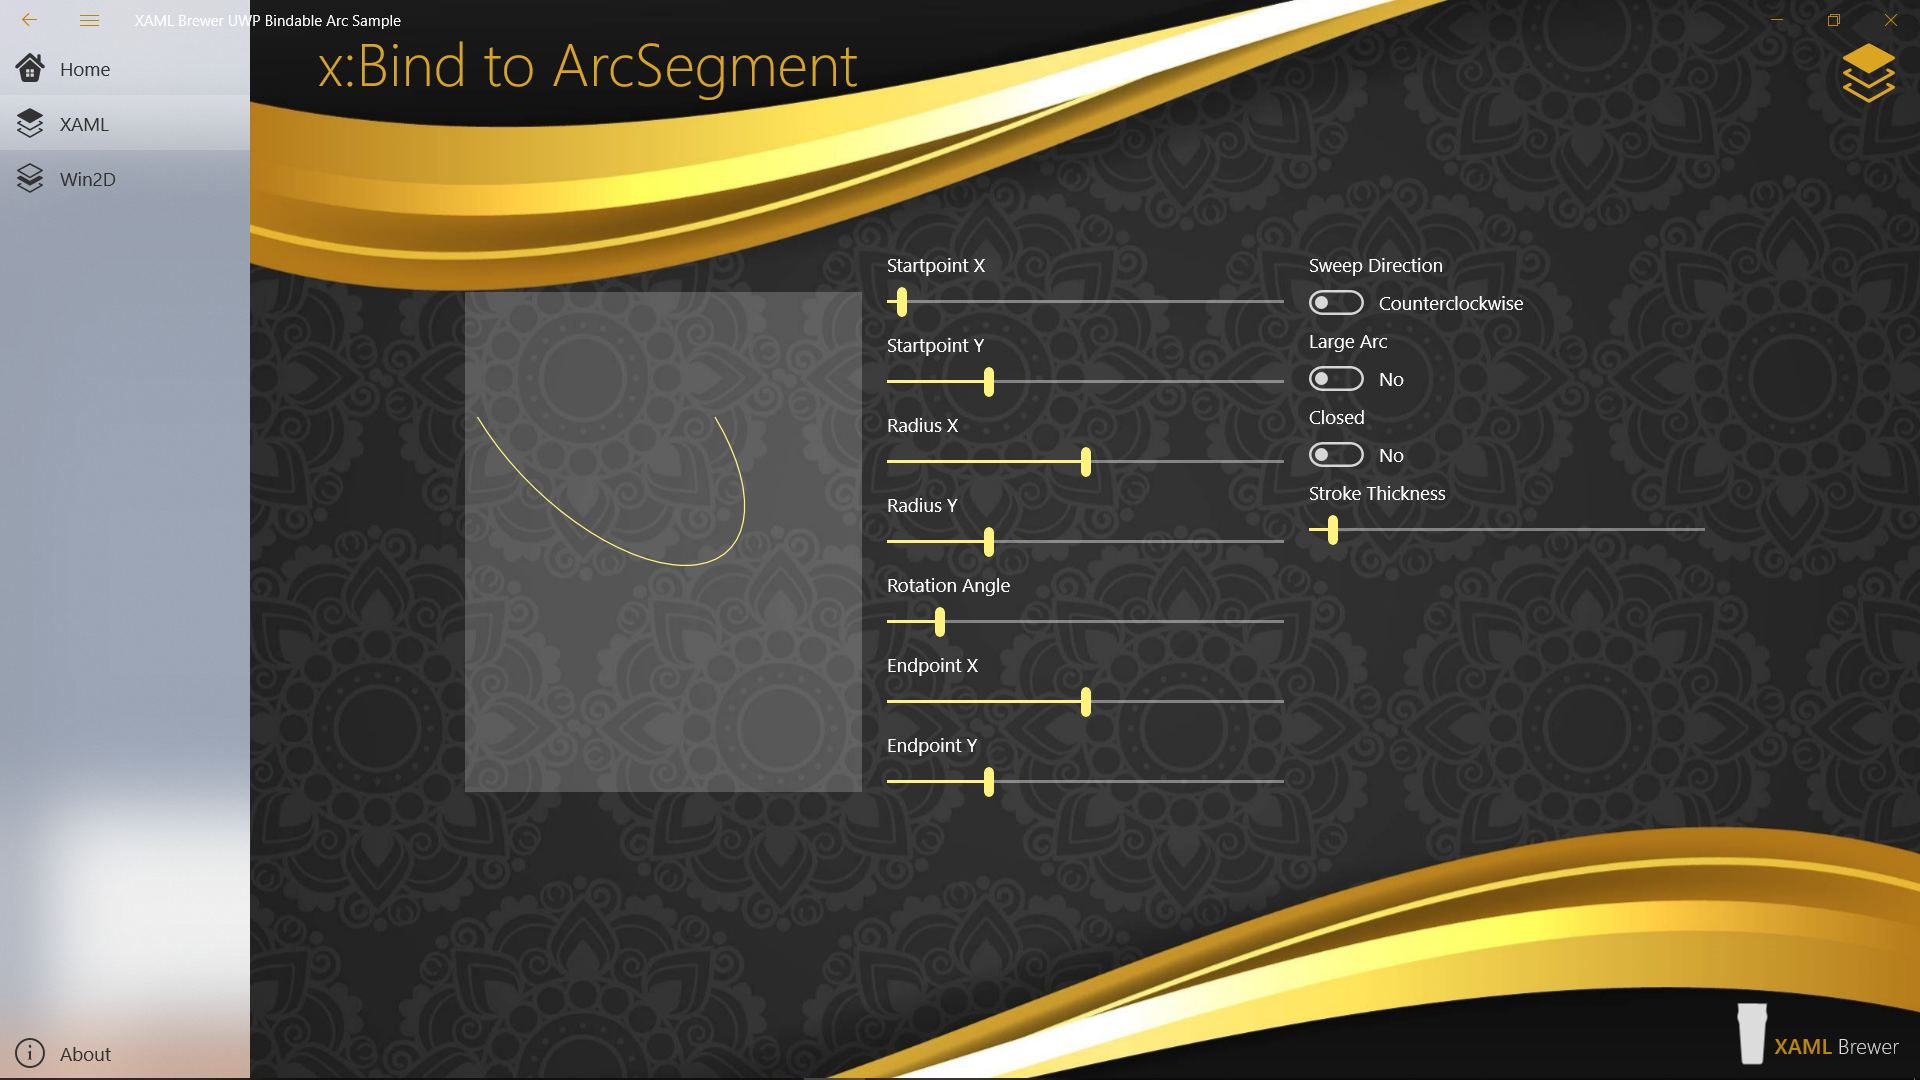 XAML Brewer UWP Bindable Arc Sample
Home
XAML
Win2D
About
x:Bind to ArcSegment
Startpoint X
Startpoint Y
Radius X
Radius Y
Rotation Angle
Endpoint X
Endpoint Y
Sweep Direction
Counterclockwise
Large Arc
No
Closed
No
Stroke Thickness
XAML Brewer